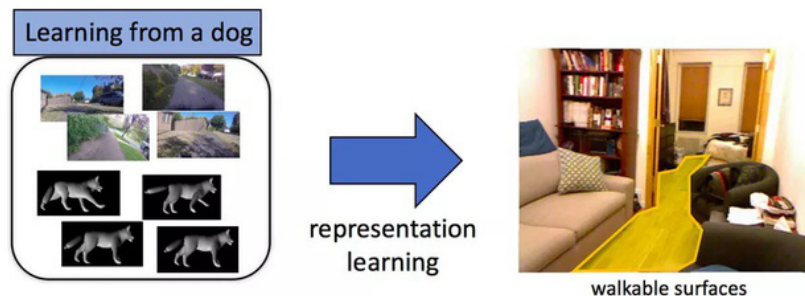 Learning from a dog
representation
learning
walkable surfaces